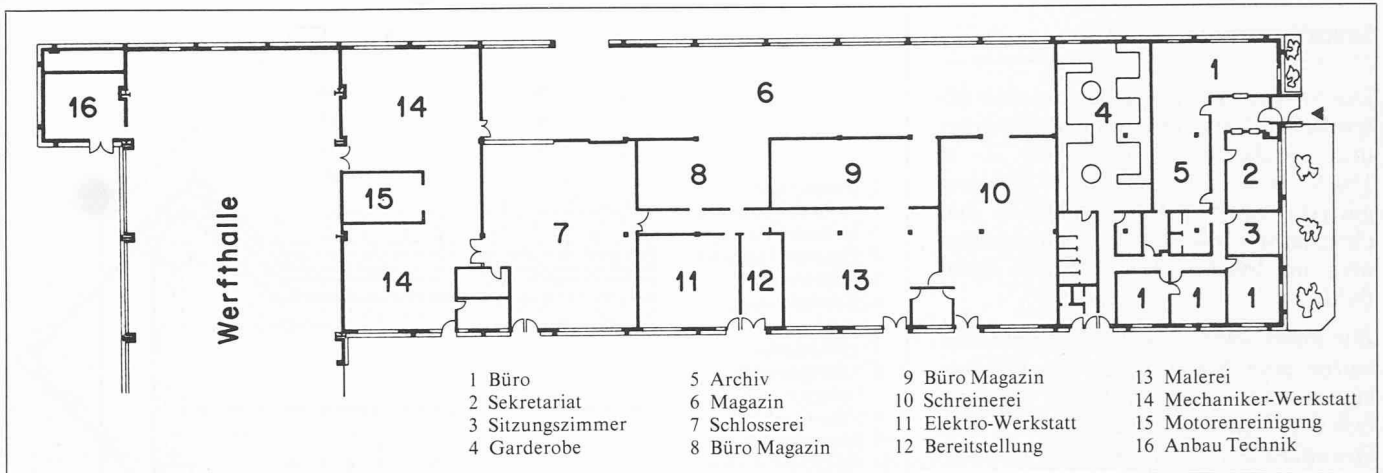 16
14
6
4
1
15
8
9
10
5
2
7
3
Werfthalle
14
11
12
13
1
1
1
1 Büro
2 Sekretariat
3 Sitzungszimmer
4 Garderobe
5 Archiv
6 Magazin
7 Schlosserei
8 Büro Magazin
9 Büro Magazin
10 Schreinerei
11 Elektro-Werkstatt
12 Bereitstellung
13 Malerei
14 Mechaniker-Werkstatt
15 Motorenreinigung
16 Anbau Technik